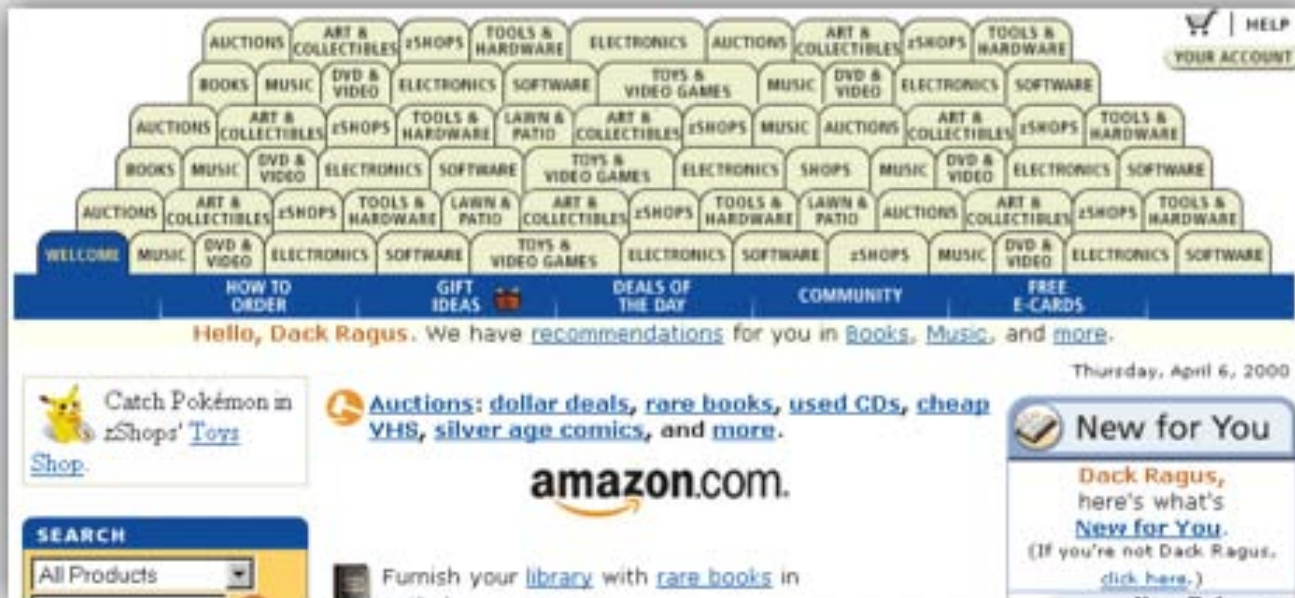 HELP
YOUR ACCOUNT
AUCTIONS ART & COLLECTIBLES zSHOPS TOOLS & HARDWARE ELECTRONICS AUCTIONS ART & COLLECTIBLES zSHOPS TOOLS & HARDWARE
BOOKS MUSIC DVD & VIDEO ELECTRONICS SOFTWARE TOYS & VIDEO GAMES MUSIC DVD & VIDEO ELECTRONICS SOFTWARE
AUCTIONS ART & COLLECTIBLES zSHOPS TOOLS & HARDWARE LAWN & PATIO ART & COLLECTIBLES zSHOPS MUSIC AUCTIONS ART & COLLECTIBLES zSHOPS TOOLS & HARDWARE
BOOKS MUSIC DVD & VIDEO ELECTRONICS SOFTWARE TOYS & VIDEO GAMES ELECTRONICS SHOPS MUSIC DVD & VIDEO ELECTRONICS SOFTWARE
AUCTIONS ART & COLLECTIBLES zSHOPS TOOLS & HARDWARE LAWN & PATIO ART & COLLECTIBLES zSHOPS TOOLS & HARDWARE LAWN & PATIO AUCTIONS ART & COLLECTIBLES zSHOPS TOOLS & HARDWARE
WELCOME MUSIC DVD & VIDEO ELECTRONICS SOFTWARE TOYS & VIDEO GAMES ELECTRONICS SOFTWARE zSHOPS MUSIC DVD & VIDEO ELECTRONICS SOFTWARE
HOW TO ORDER GIFT IDEAS DEALS OF THE DAY COMMUNITY FREE E-CARDS
Hello, Dack Ragus. We have recommendations for you in Books, Music, and more.
Thursday, April 6, 2000
Catch Pokémon in
zShops' Toys
Shop.
SEARCH
All Products
Auctions: dollar deals, rare books, used CDs, cheap
VHS, silver age comics, and more.
amazon.com.
Furnish your library with rare books in
New for You
Dack Ragus,
here's what's
New for You.
(If you're not Dack Ragus,
click here.)